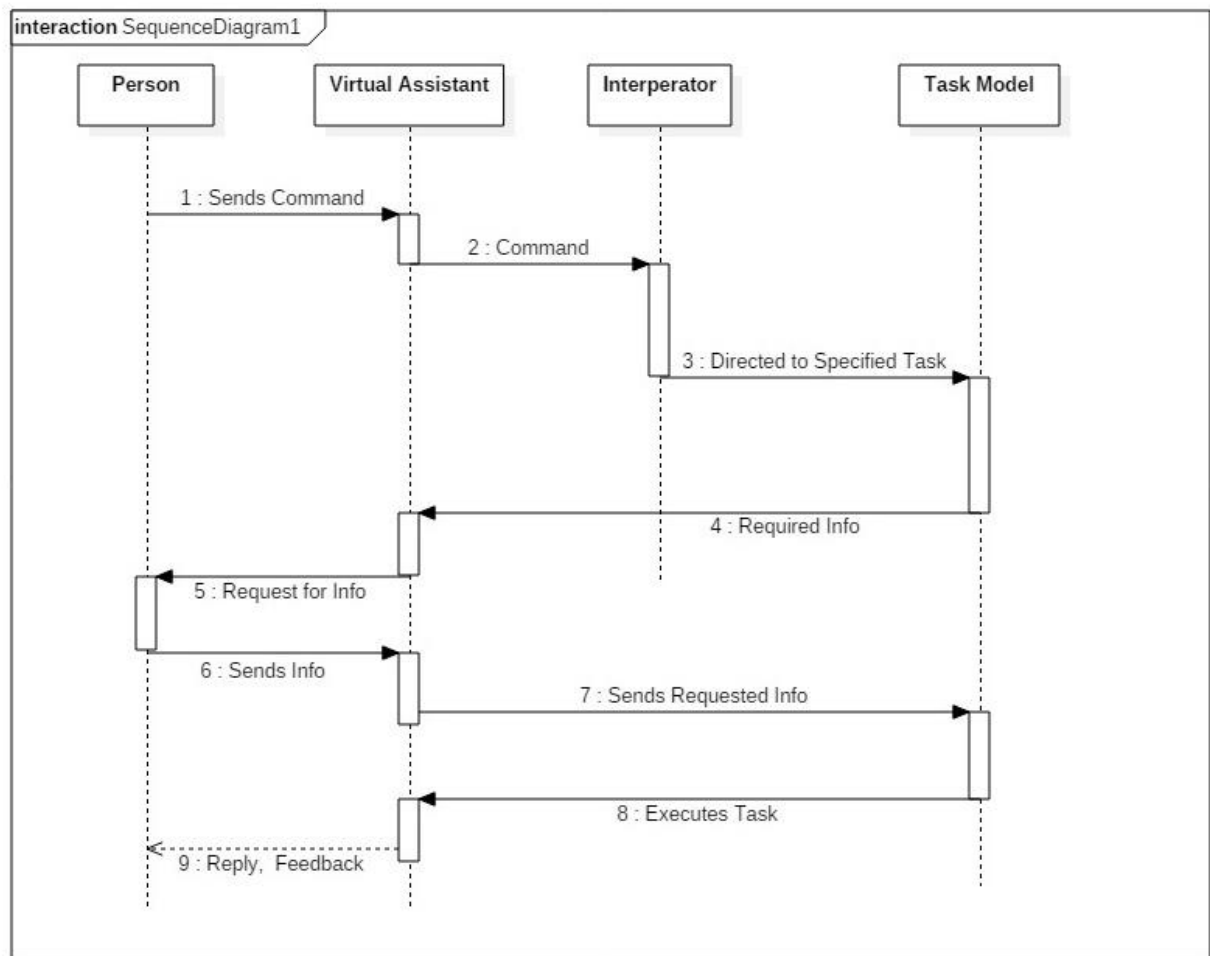 interaction SequenceDiagram1
Person
Virtual Assistant
Interperator
Task Model
1 : Sends Command
2 : Command
3 : Directed to Specified Task
4 : Required Info
5 : Request for Info
6 : Sends Info
7 : Sends Requested Info
8 : Executes Task
9 : Reply,  Feedback